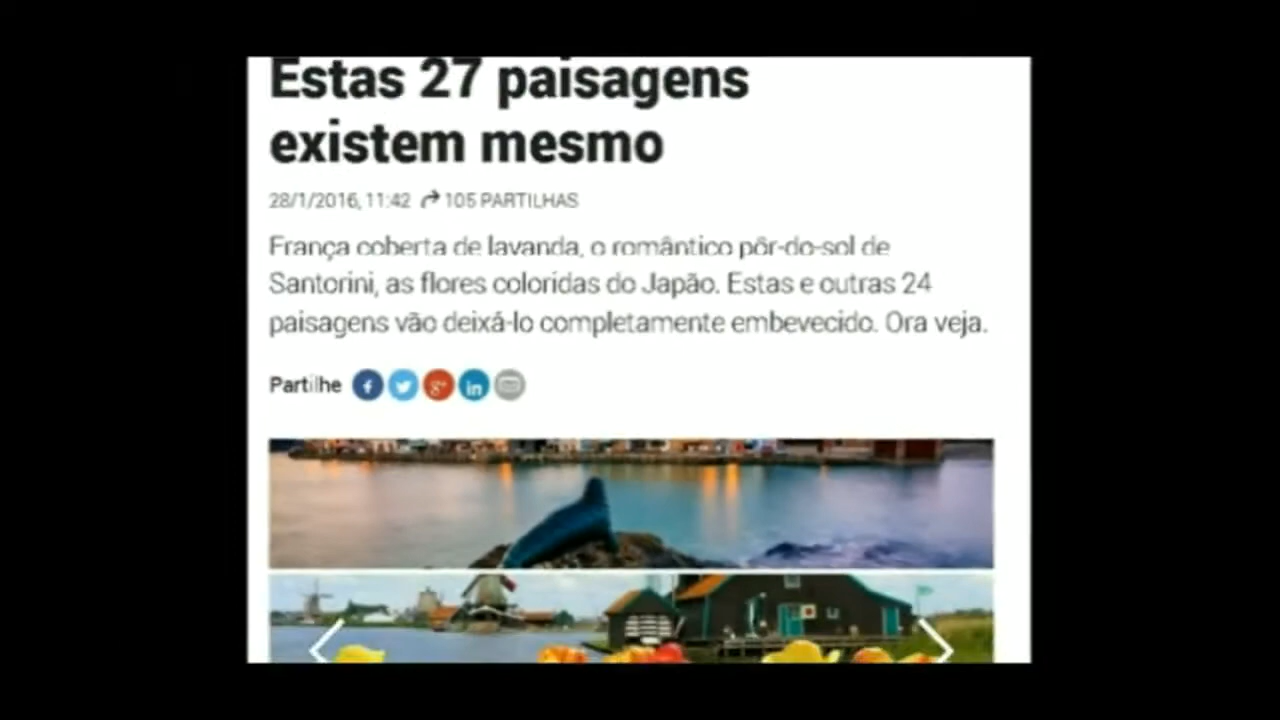 Estas 27 paisagens
existem mesmo
28/1/2016, 11:42 105 PARTILHAS
França coberta de lavanda, o romântico pôr-do-sol de
Santorini, as flores coloridas do Japão. Estas e outras 24
paisagens vão deixá-lo completamente embevecido. Ora veja.
Partilhe f g+ in